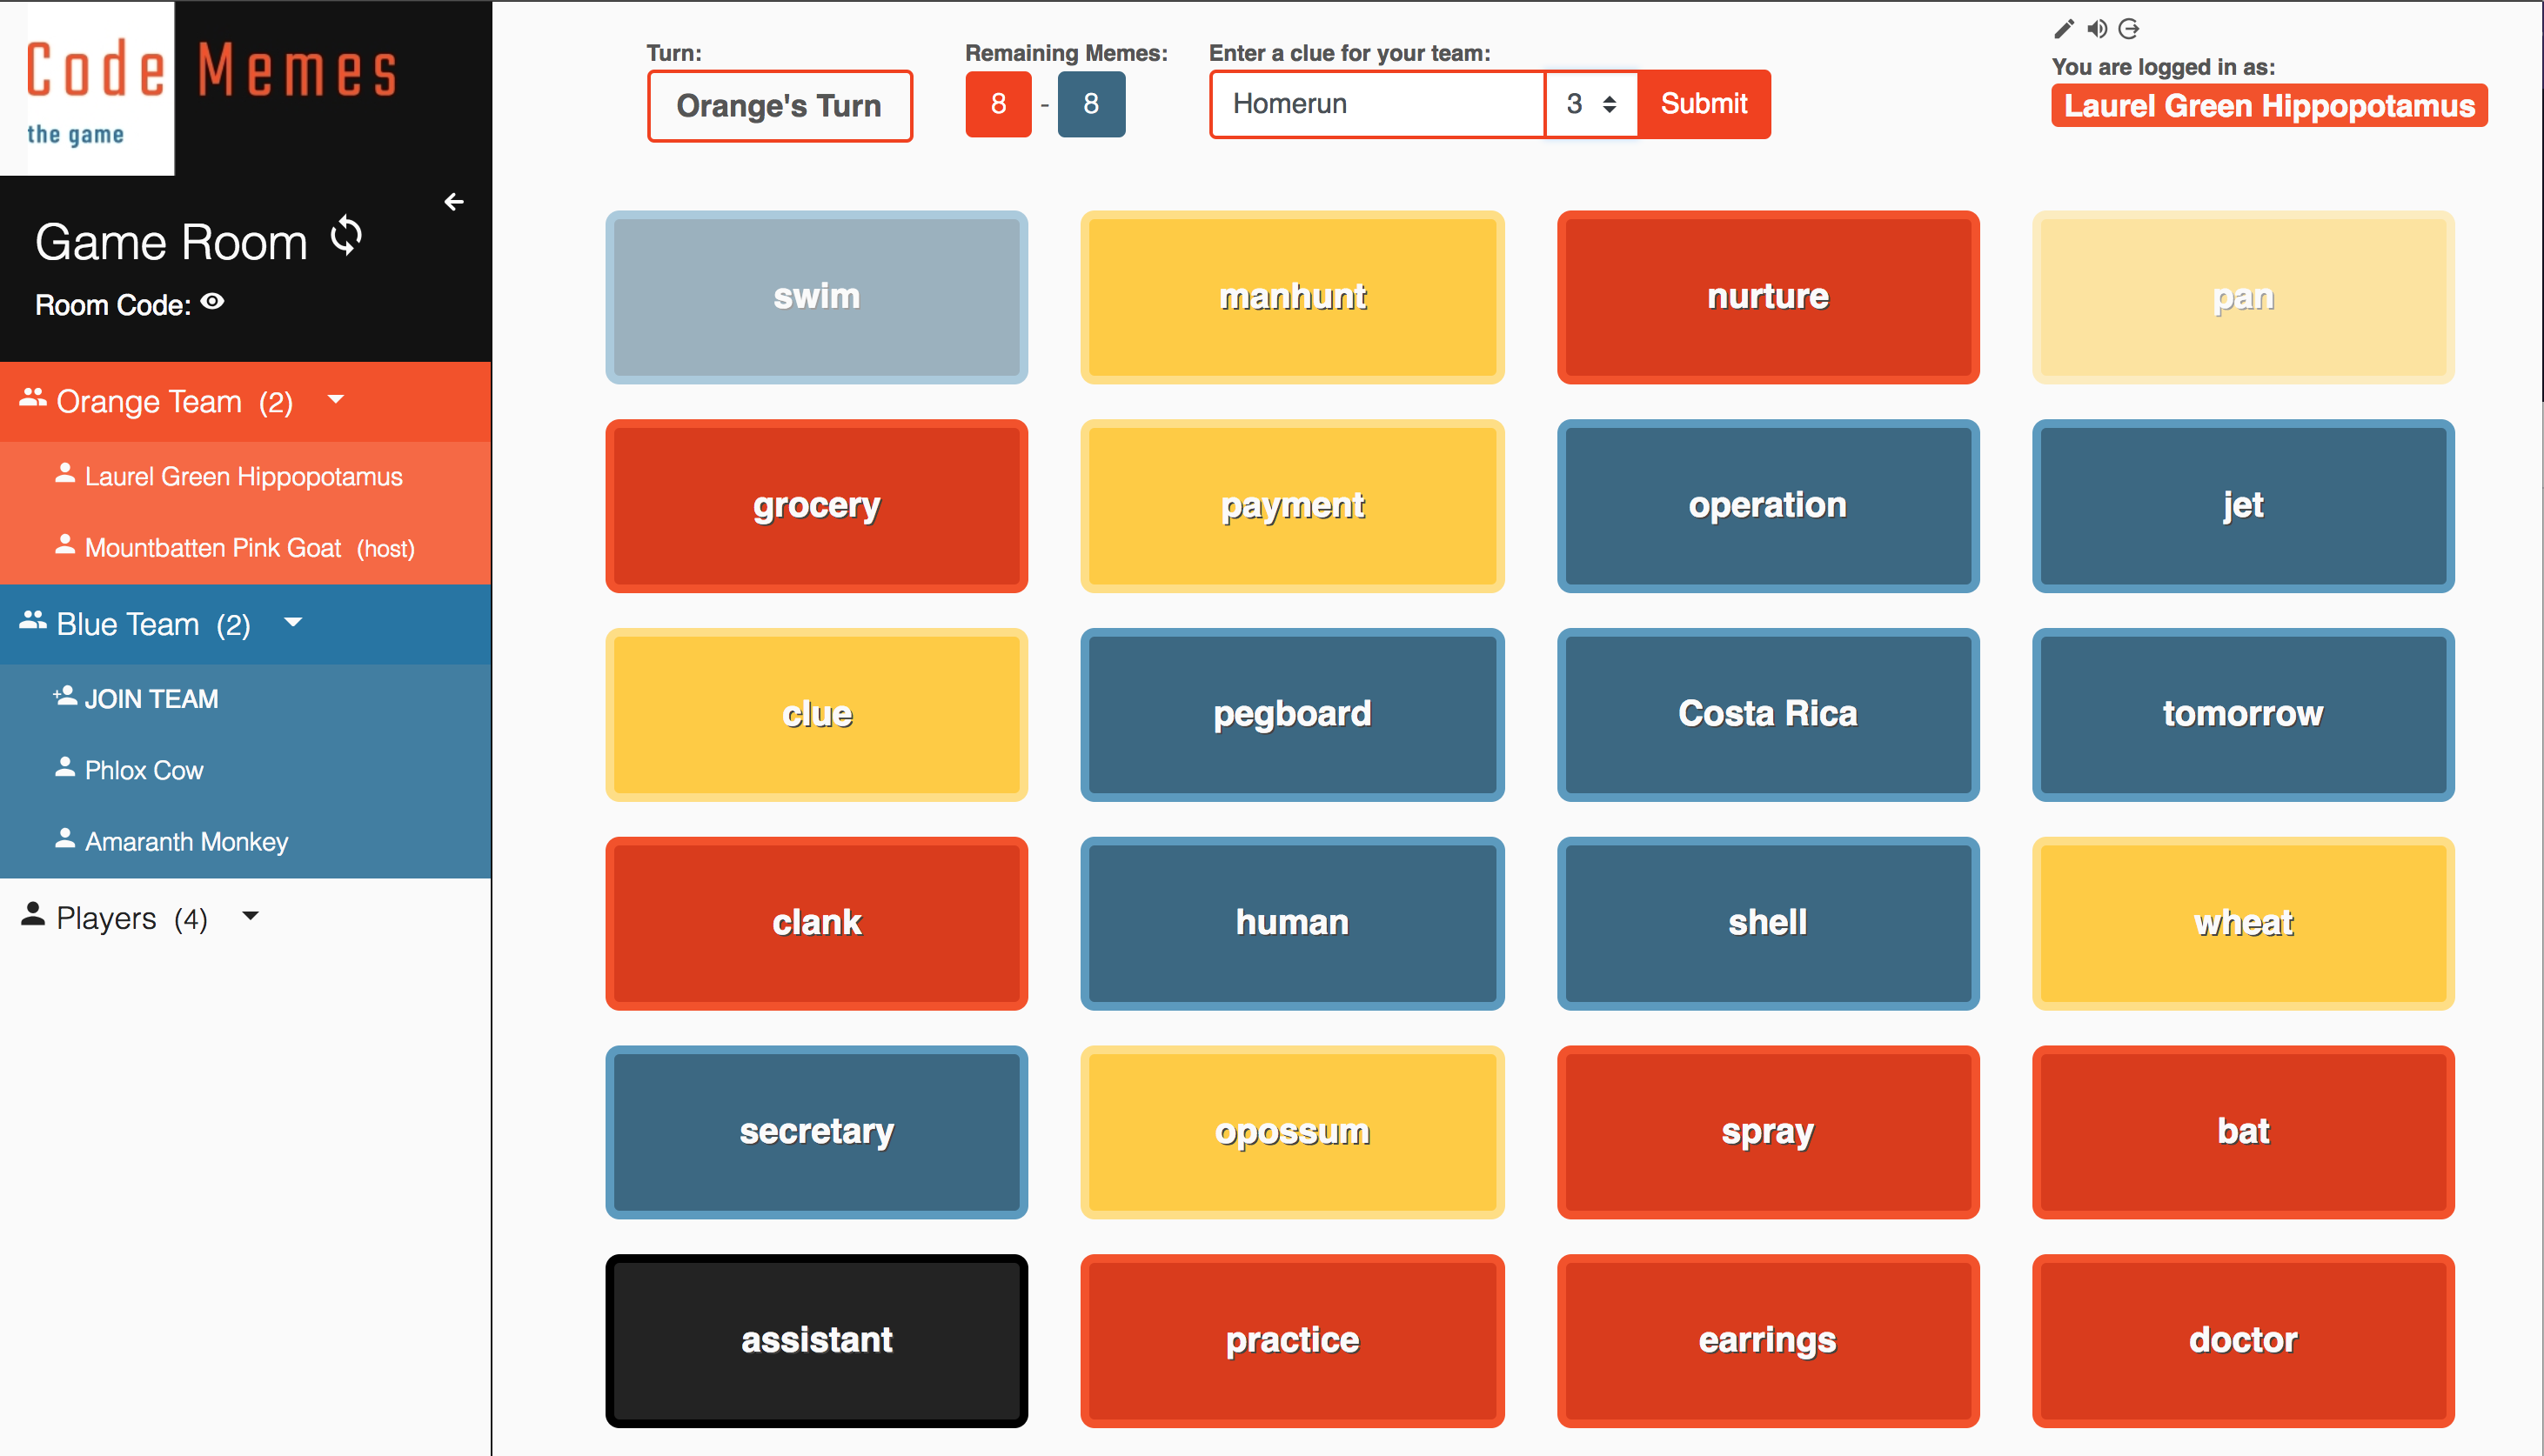 Code Memes
the game
Game Room
Room Code:
Orange Team (2)
Laurel Green Hippopotamus
Mountbatten Pink Goat (host)
Blue Team (2)
JOIN TEAM
Phlox Cow
Amaranth Monkey
Players (4)
Turn:
Orange's Turn
Remaining Memes:
8 - 8
Enter a clue for your team:
Homerun 3 Submit
You are logged in as:
Laurel Green Hippopotamus
swim manhunt nurture pan
grocery payment operation jet
clue pegboard Costa Rica tomorrow
clank human shell wheat
secretary opossum spray bat
assistant practice earrings doctor